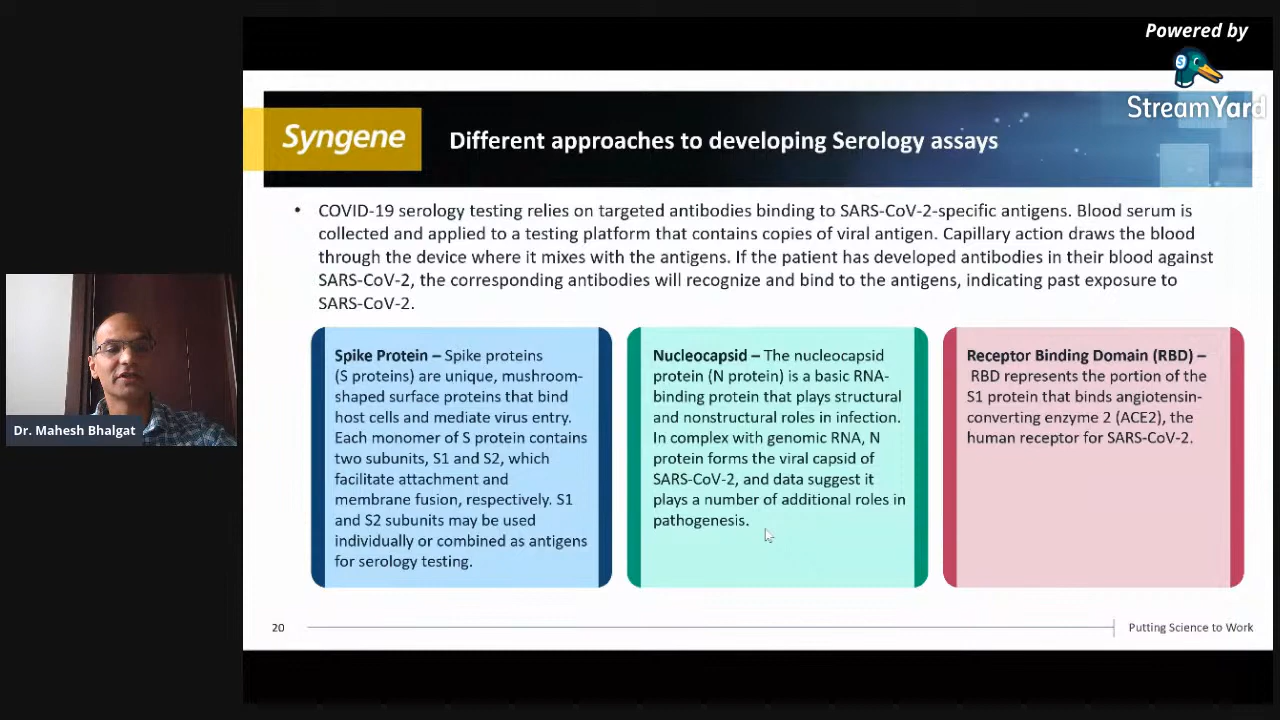 Powered by
StreamYard
Syngene
Different approaches to developing Serology assays
• COVID-19 serology testing relies on targeted antibodies binding to SARS-CoV-2-specific antigens. Blood serum is
collected and applied to a testing platform that contains copies of viral antigen. Capillary action draws the blood
through the device where it mixes with the antigens. If the patient has developed antibodies in their blood against
SARS-CoV-2, the corresponding antibodies will recognize and bind to the antigens, indicating past exposure to
SARS-CoV-2.
Spike Protein – Spike proteins
(S proteins) are unique, mushroom-
shaped surface proteins that bind
host cells and mediate virus entry.
Each monomer of S protein contains
two subunits, S1 and S2, which
facilitate attachment and
membrane fusion, respectively. S1
and S2 subunits may be used
individually or combined as antigens
for serology testing.
Nucleocapsid – The nucleocapsid
protein (N protein) is a basic RNA-
binding protein that plays structural
and nonstructural roles in infection.
In complex with genomic RNA, N
protein forms the viral capsid of
SARS-CoV-2, and data suggest it
plays a number of additional roles in
pathogenesis.
Receptor Binding Domain (RBD) –
RBD represents the portion of the
S1 protein that binds angiotensin-
converting enzyme 2 (ACE2), the
human receptor for SARS-CoV-2.
Dr. Mahesh Bhalgat
20
Putting Science to Work